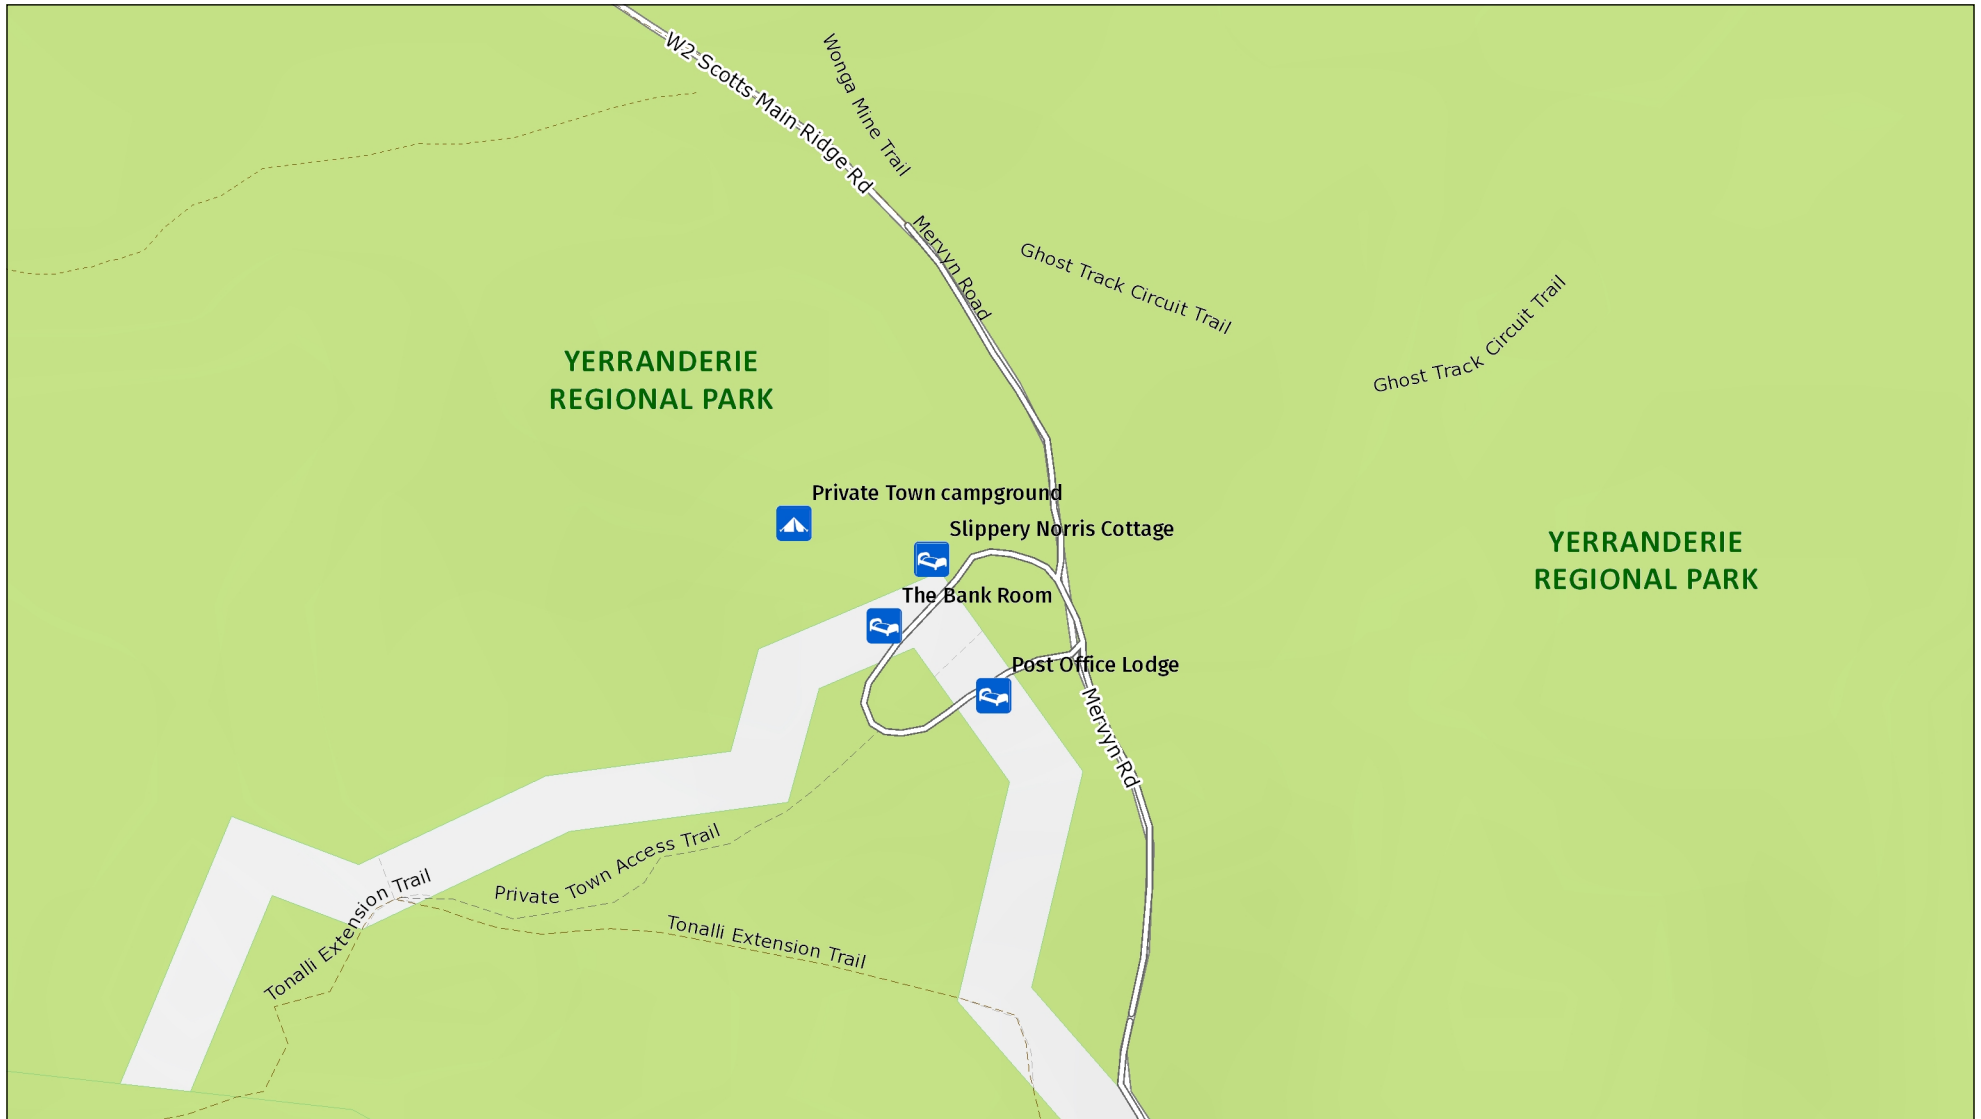 W2 Scotts Main Ridge Rd
Wonga Mine Trail
Mervyn Road
Ghost Track Circuit Trail
Ghost Track Circuit Trail
YERRANDERIE
REGIONAL PARK
Private Town campground
Slippery Norris Cottage
YERRANDERIE
REGIONAL PARK
The Bank Room
Post Office Lodge
Mervyn Rd
Private Town Access Trail
Tonalli Extension Trail
Tonalli Extension Trail